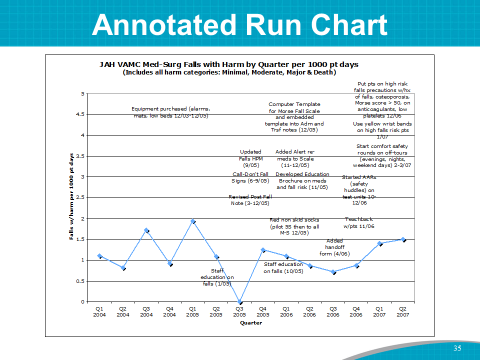 Annotated Run Chart
JAH VAMC Med-Surg Falls with Harm by Quarter per 1000 pt days
(Includes all harm categories: Minimal, Moderate, Major & Death)
Falls w/harm per 1000 pt days
5
4.5
4
3.5
3
2.5
2
1.5
1
0.5
0
Equipment purchased (alarms,
mats, low beds 12/03-12/05)
Computer Template
for Morse Fall Scale
and embedded
template into Adm and
Trsf notes (12/05)
Put pts on high risk
falls precautions w/hx
of falls, osteoporosis,
Morse score > 50, on
anticoagulants, low
platelets 12/06
Use yellow wrist bands
on high falls risk pts
1/07
Updated
Falls HPM
(9/05)
Added Alert re:
meds to Scale
(11-12/05)
Start comfort safety
rounds on off-tours
(evenings, nights,
weekend days) 2-3/07
Call-Don't Fall
Signs (6-9/05)
Developed Education
Brochure on meds
and fall risk (11/05)
Started AARs
(safety
huddles) on
test units 10-
12/06
Revised Post Fall
Note (3-12/05)
Red non skid socks
(pilot 3S then to all
M-S 12/05)
Teachback
w/pts 11/06
Added
handoff
form (4/06)
Staff
education on
falls (1/05)
Staff education
on falls (10/05)
Q1 Q2 Q3 Q4 Q1 Q2 Q3 Q4 Q1 Q2 Q3 Q4 Q1 Q2
2004 2004 2004 2004 2005 2005 2005 2005 2006 2006 2006 2006 2007 2007
Quarter
35